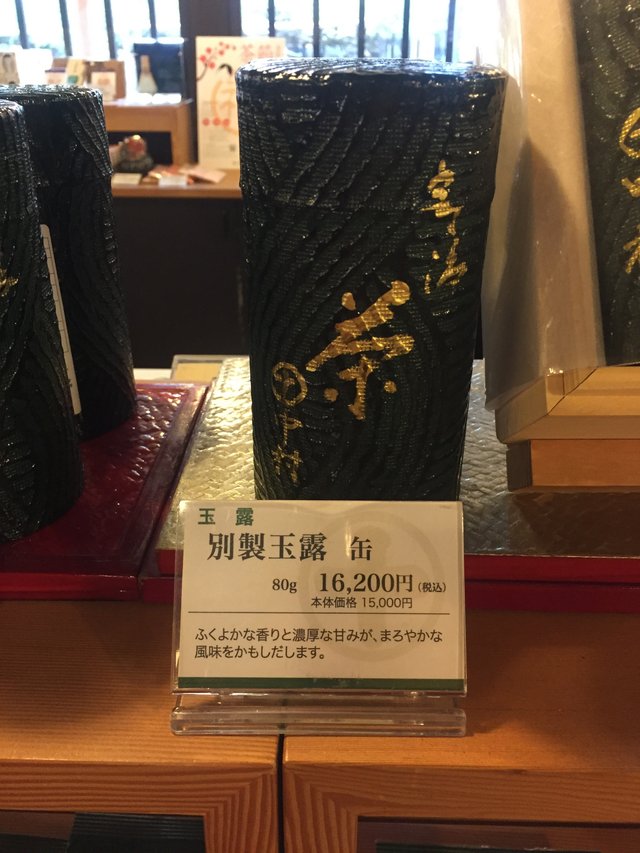 宇治
茶
中村
玉露
別製玉露 缶
80g 16,200円(税込)
本体価格 15,000円
ふくよかな香りと濃厚な甘みが、まろやかな
風味をかもしだします。